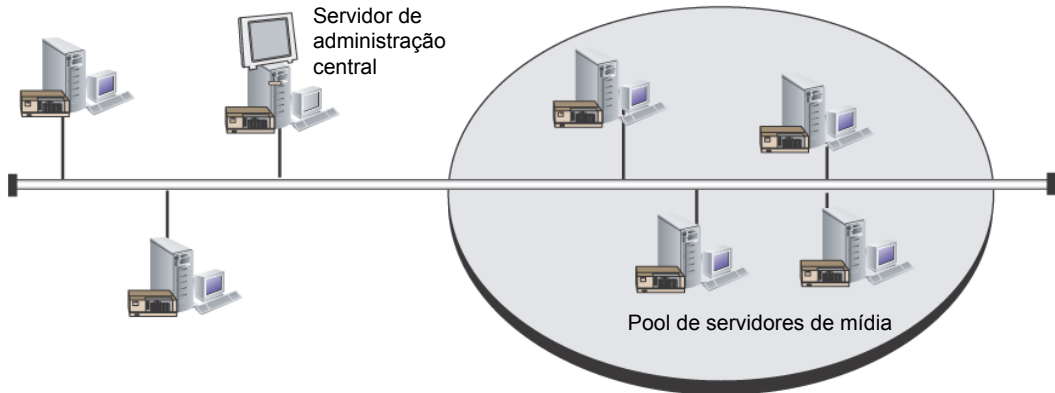 Servidor de
administração
central
Pool de servidores de mídia